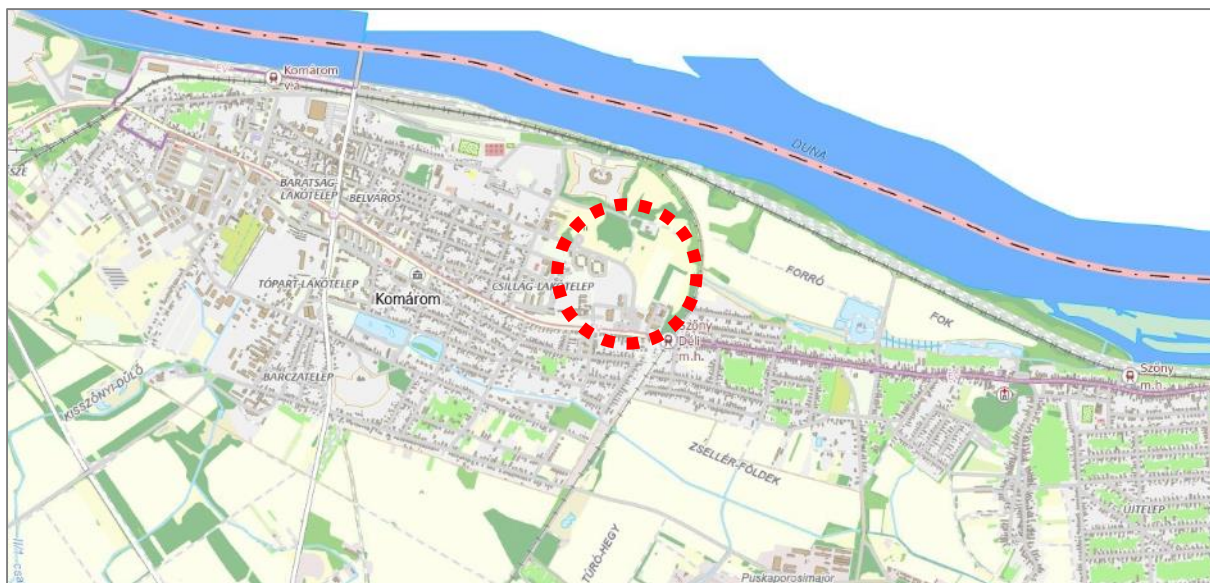 Komárom
v.á.
DUNA
SZE
BARÁTSÁG-
LAKÓTELEP
BELVÁROS
FORRÓ
TÓPART-LAKÓTELEP
CSILLAG-LAKÓTELEP
Komárom
FOK
Szőny
Déli
m.h.
Szőny
m.h.
BARCZATELEP
KISSZŐNYI-DŰLŐ
ZSELLÉR-FÖLDEK
ÚJTELEP
TÚRÓ-HEGY
Puskaporosimajor